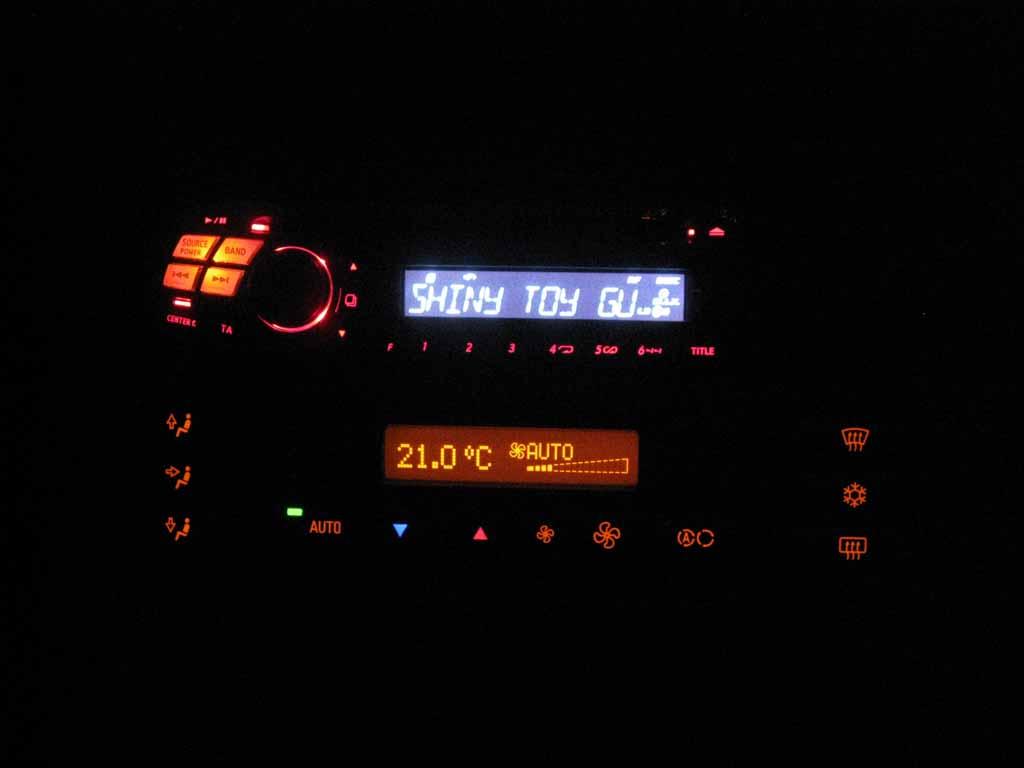 SOURCE BAND
POWER
SHINY TOY GU
CENTER C TA
F 1 2 3 4 5 6 TITLE
21.0 °C AUTO
AUTO
A